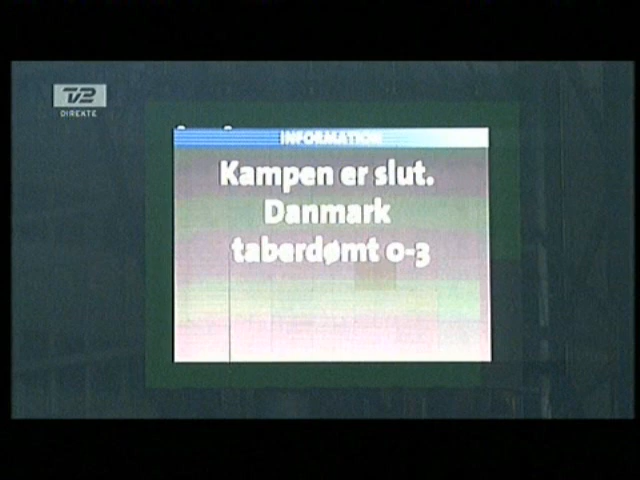 TV2
DIREKTE
INFORMATION
Kampen er slut.
Danmark
taberdømt 0-3